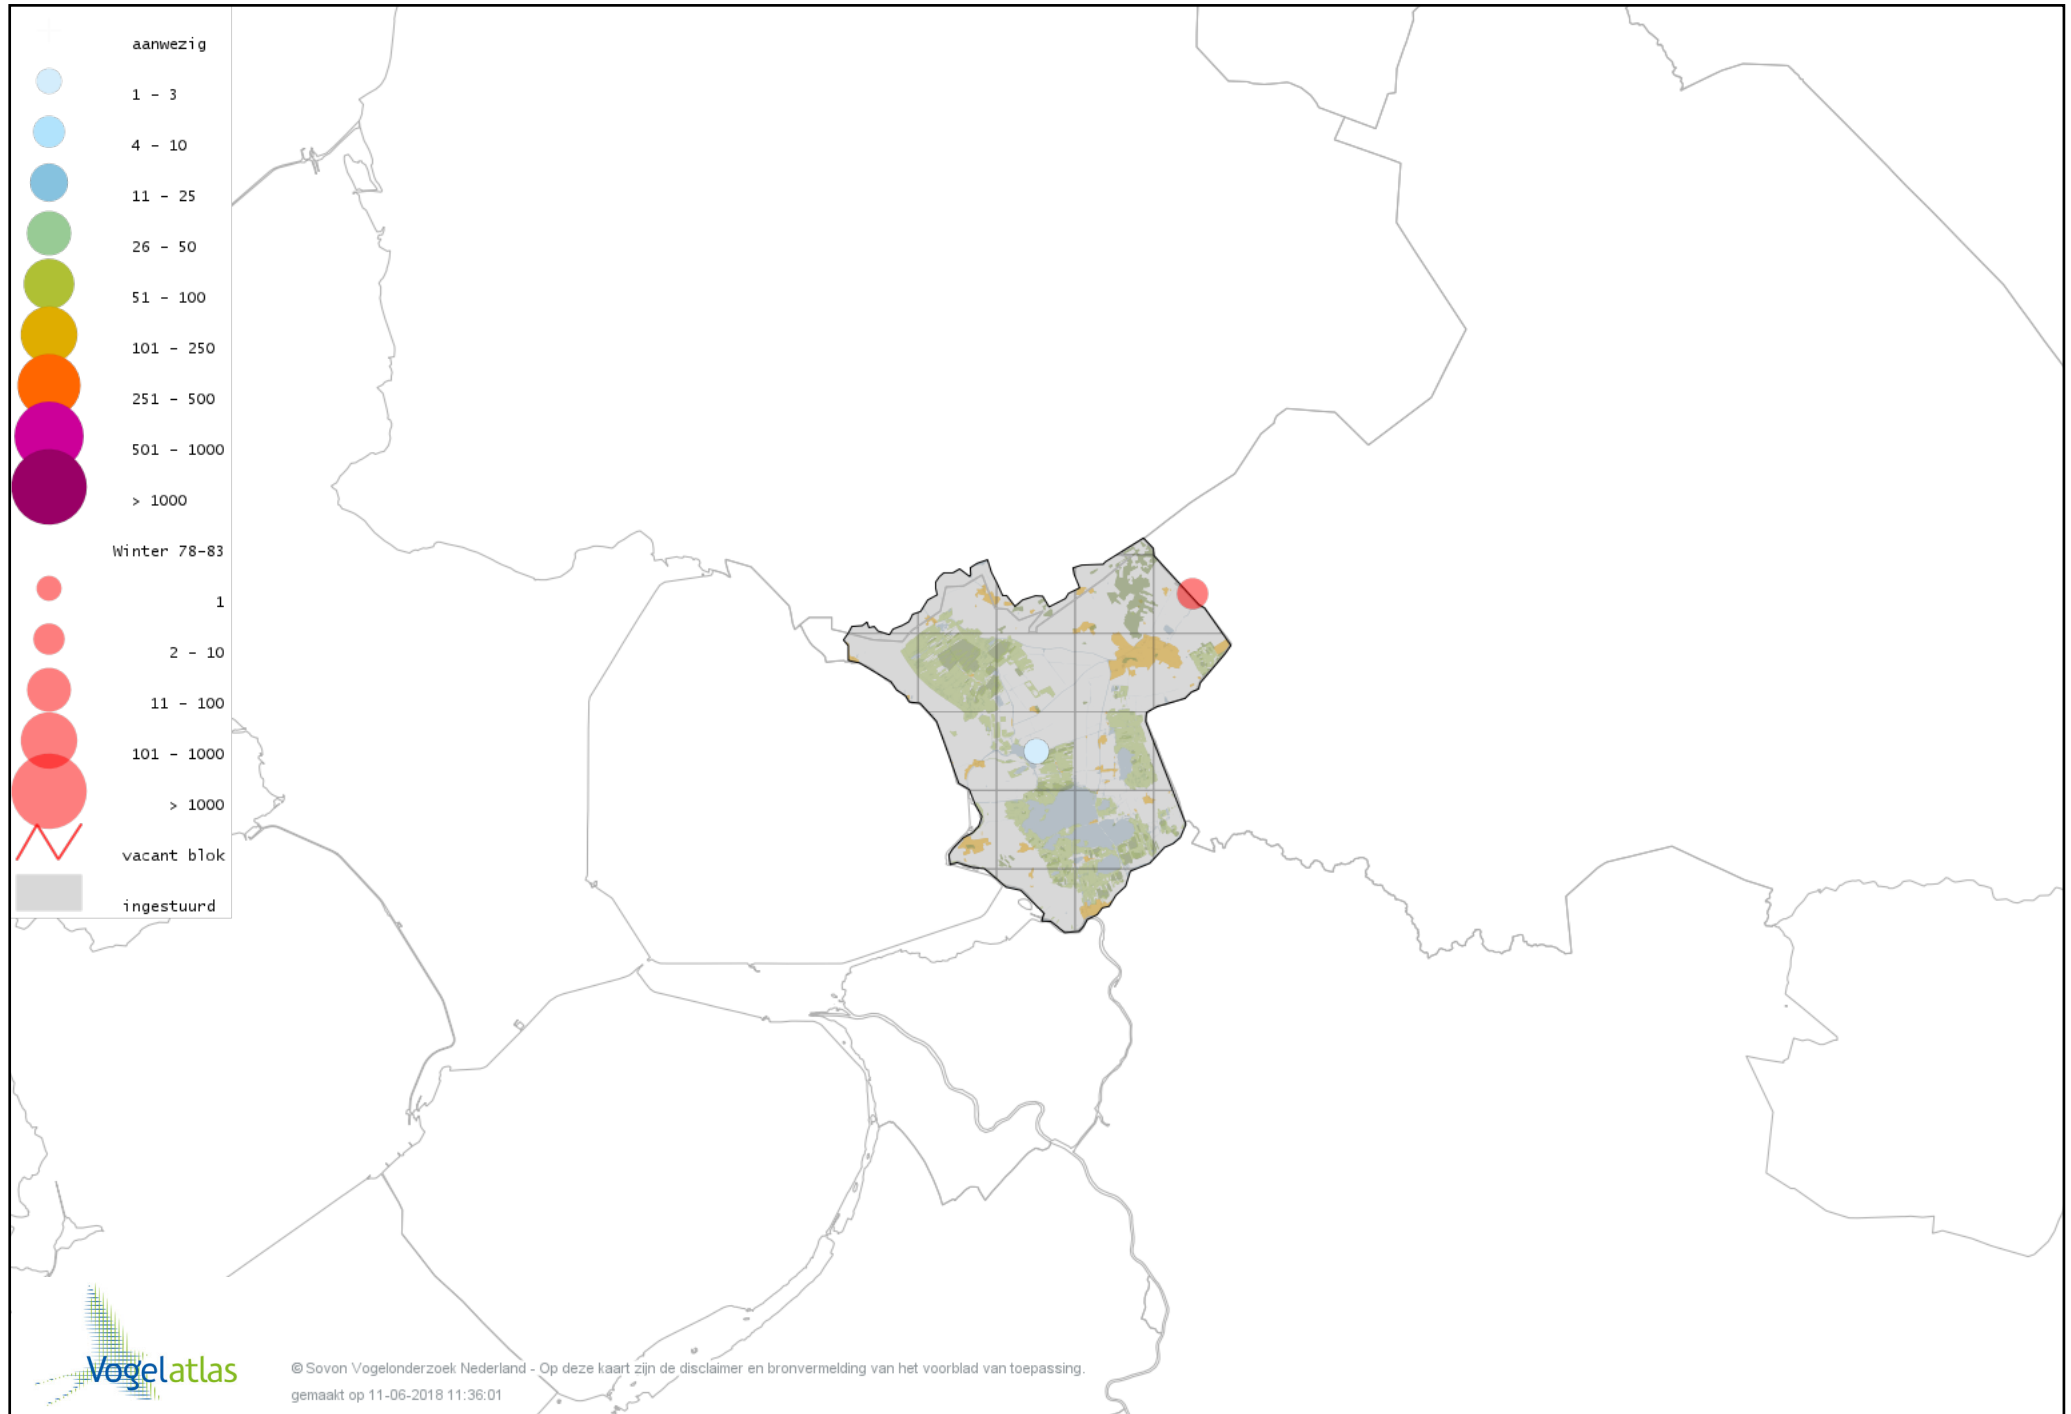 aanwezig
1 - 3
4 - 10
11 - 25
26 - 50
51 - 100
101 - 250
251 - 500
501 - 1000
> 1000
Winter 78-83
1
2 - 10
11 - 100
101 - 1000
> 1000
vacant blok
ingestuurd
Vogelatlas
© Sovon Vogelonderzoek Nederland - Op deze kaart zijn de disclaimer en bronvermelding van het voorblad van toepassing.
gemaakt op 11-06-2018 11:36:01